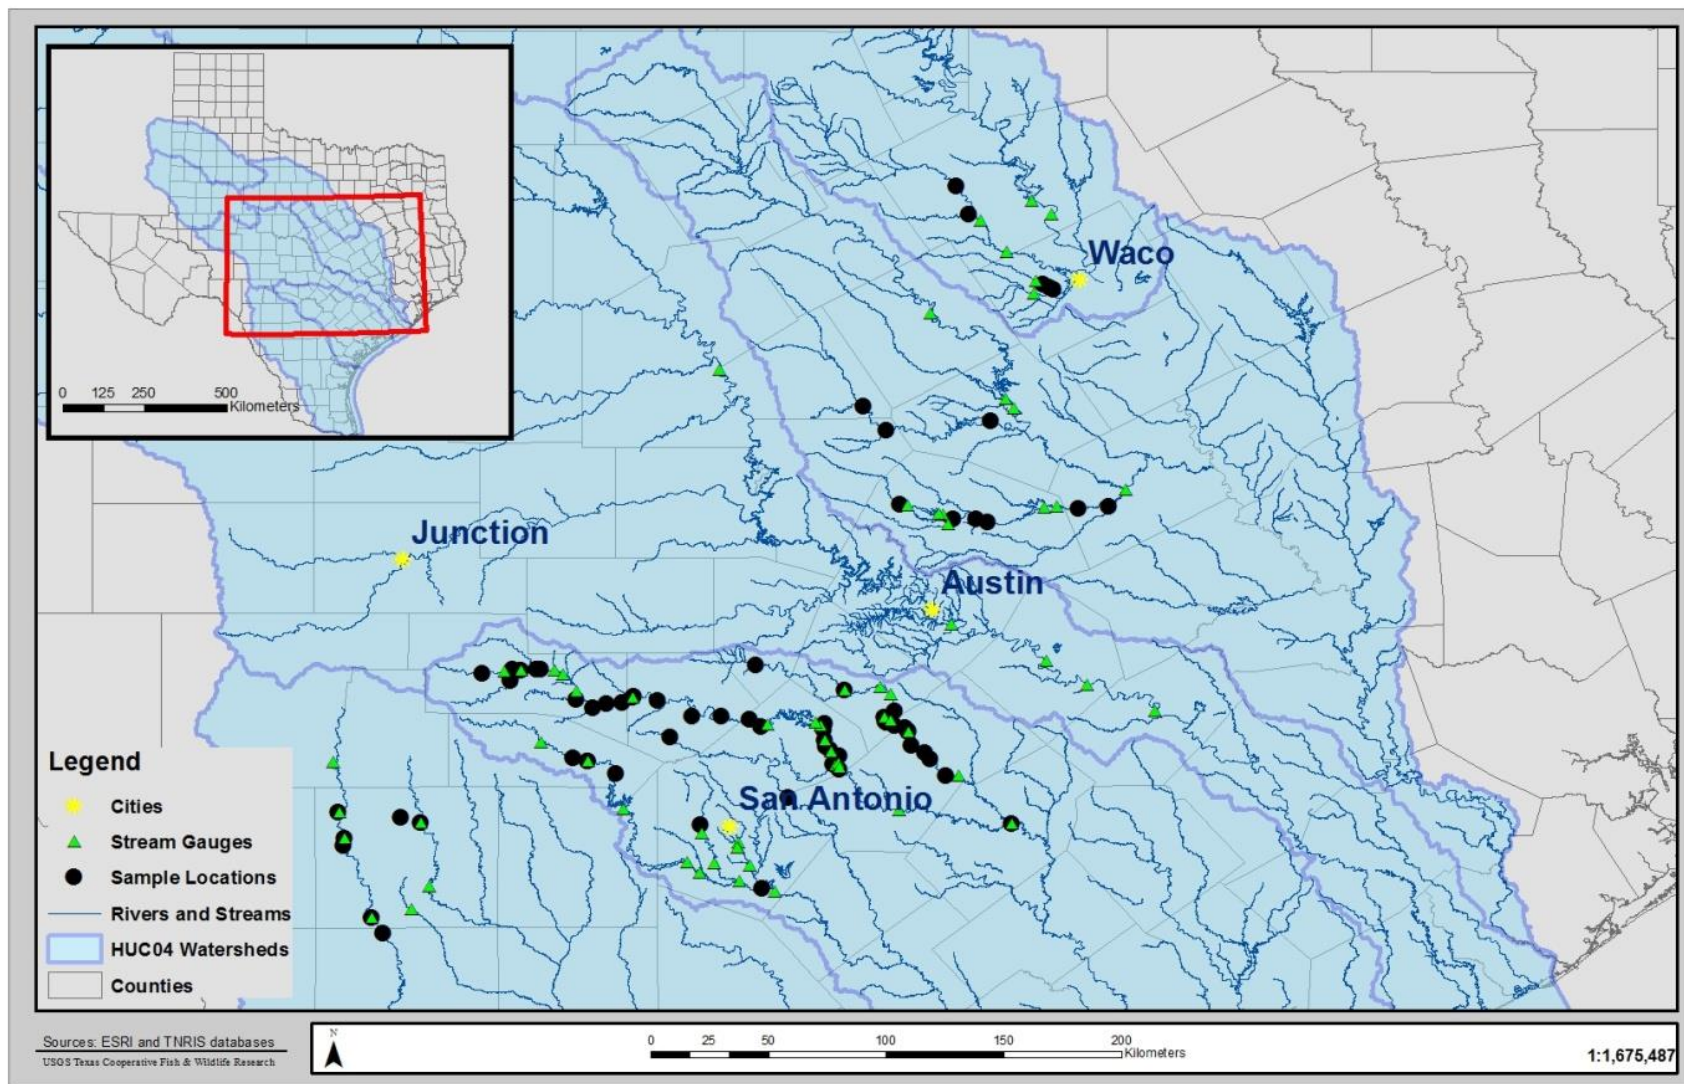 0 125 250 500
Kilometers
Waco
Junction
Austin
San Antonio
Legend
Cities
Stream Gauges
Sample Locations
Rivers and Streams
HUC04 Watersheds
Counties
Sources: ESRI and TNRIS databases
USGS Texas Cooperative Fish & Wildlife Research
N
0 25 50 100 150 200
Kilometers
1:1,675,487